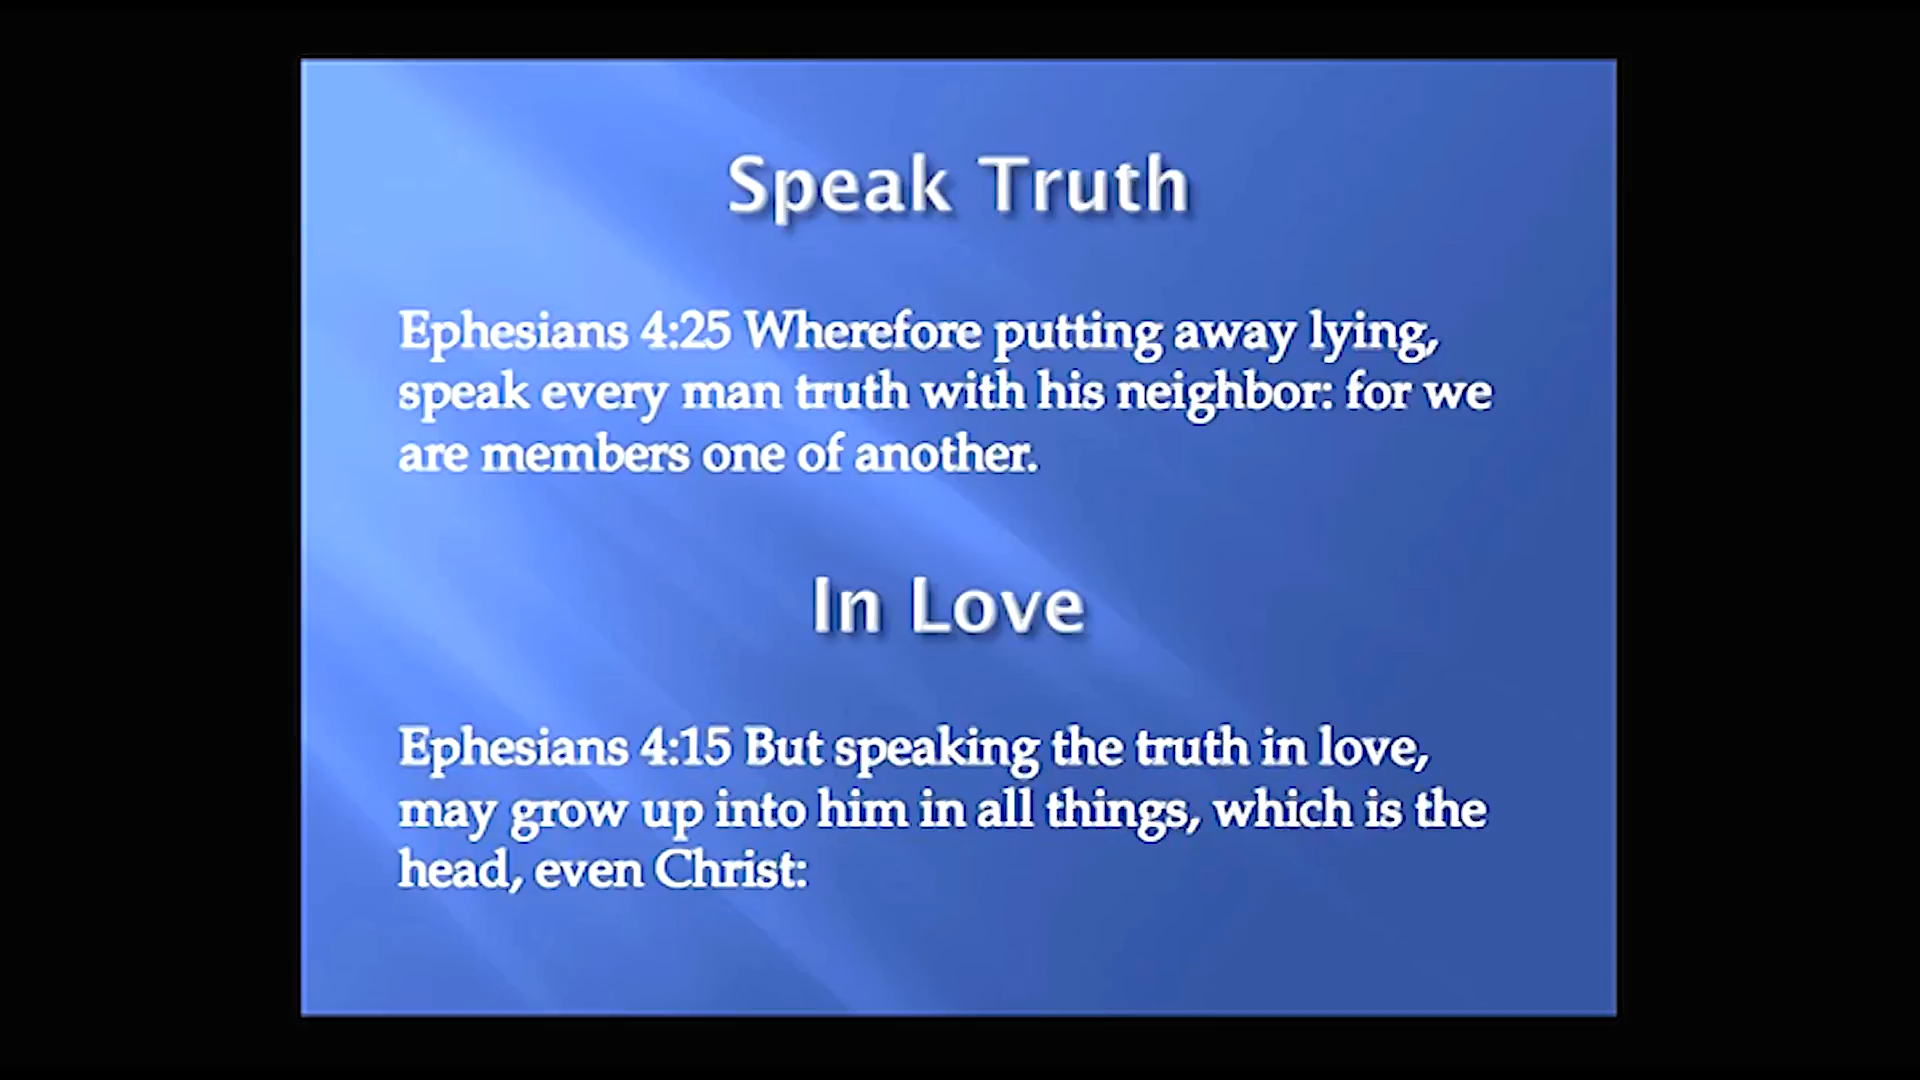 Speak Truth
Ephesians 4:25 Wherefore putting away lying,
speak every man truth with his neighbor: for we
are members one of another.
In Love
Ephesians 4:15 But speaking the truth in love,
may grow up into him in all things, which is the
head, even Christ: